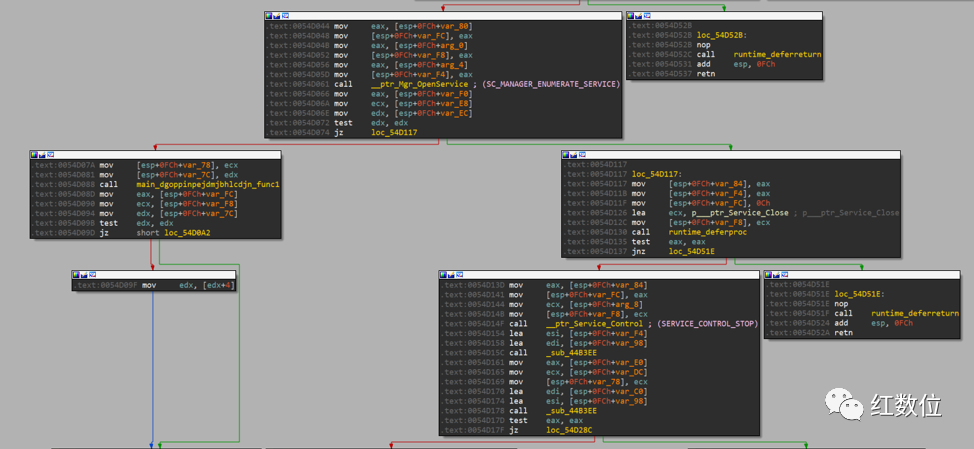 .text:0054D044 mov eax, [esp+0FCh+var_80]
.text:0054D048 mov [esp+0FCh+var_FC], eax
.text:0054D04B mov eax, [esp+0FCh+arg_0]
.text:0054D052 mov [esp+0FCh+var_F8], eax
.text:0054D056 mov eax, [esp+0FCh+arg_4]
.text:0054D05D mov [esp+0FCh+var_F4], eax
.text:0054D061 call __ptr_Mgr_OpenService ; (SC_MANAGER_ENUMERATE_SERVICE)
.text:0054D066 mov eax, [esp+0FCh+var_F0]
.text:0054D06A mov ecx, [esp+0FCh+var_E8]
.text:0054D06E mov edx, [esp+0FCh+var_EC]
.text:0054D072 test edx, edx
.text:0054D074 jz loc_54D117
.text:0054D52B
.text:0054D52B loc_54D52B:
.text:0054D52B nop
.text:0054D52C call runtime_deferreturn
.text:0054D531 add esp, 0FCh
.text:0054D537 retn
.text:0054D07A mov [esp+0FCh+var_78], ecx
.text:0054D081 mov [esp+0FCh+var_7C], edx
.text:0054D088 call main_dgoppinpejdmjbhlcdjn_func1
.text:0054D08D mov eax, [esp+0FCh+var_FC]
.text:0054D090 mov ecx, [esp+0FCh+var_F8]
.text:0054D094 mov edx, [esp+0FCh+var_7C]
.text:0054D09B test edx, edx
.text:0054D09D jz short loc_54D0A2
.text:0054D117
.text:0054D117 loc_54D117:
.text:0054D117 mov [esp+0FCh+var_84], eax
.text:0054D11B mov [esp+0FCh+var_F4], eax
.text:0054D11F mov [esp+0FCh+var_FC], 0Ch
.text:0054D126 lea ecx, p___ptr_Service_Close ; p___ptr_Service_Close
.text:0054D12C mov [esp+0FCh+var_F8], ecx
.text:0054D130 call runtime_deferproc
.text:0054D135 test eax, eax
.text:0054D137 jnz loc_54D51E
.text:0054D09F mov edx, [edx+4]
.text:0054D13D mov eax, [esp+0FCh+var_84]
.text:0054D141 mov [esp+0FCh+var_FC], eax
.text:0054D144 mov ecx, [esp+0FCh+arg_8]
.text:0054D14B mov [esp+0FCh+var_F8], ecx
.text:0054D14F call __ptr_Service_Control ; (SERVICE_CONTROL_STOP)
.text:0054D154 lea esi, [esp+0FCh+var_F4]
.text:0054D158 lea edi, [esp+0FCh+var_98]
.text:0054D15C call _sub_44B3EE
.text:0054D161 mov eax, [esp+0FCh+var_E0]
.text:0054D165 mov ecx, [esp+0FCh+var_DC]
.text:0054D169 mov [esp+0FCh+var_78], ecx
.text:0054D170 lea edi, [esp+0FCh+var_C0]
.text:0054D174 lea esi, [esp+0FCh+var_98]
.text:0054D178 call _sub_44B3EE
.text:0054D17D test eax, eax
.text:0054D17F jz loc_54D28C
.text:0054D51E
.text:0054D51E loc_54D51E:
.text:0054D51E nop
.text:0054D51F call runtime_deferreturn
.text:0054D524 add esp, 0FCh
.text:0054D52A retn
红数位